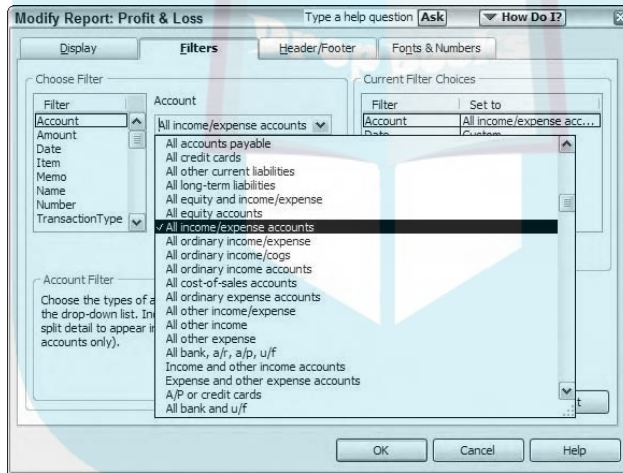 Modify Report: Profit & Loss
Type a help question Ask
How Do I?
Display
Filters
Header/Footer
Fonts & Numbers
Choose Filter
Filter
Account
Amount
Date
Item
Memo
Name
Number
TransactionType
Account
All income/expense accounts
All accounts payable
All credit cards
All other current liabilities
All long-term liabilities
All equity and income/expense
All equity accounts
✓ All income/expense accounts
All ordinary income/expense
All ordinary income/cogs
All ordinary income accounts
All cost-of-sales accounts
All ordinary expense accounts
All other income/expense
All other income
All other expense
All bank, a/r, a/p, u/f
Income and other income accounts
Expense and other expense accounts
A/P or credit cards
All bank and u/f
Current Filter Choices
Filter Set to
Account All income/expense acc...
Date Custom
Account Filter
Choose the types of a
the drop-down list. In
split detail to appear i
accounts only).
OK
Cancel
Help